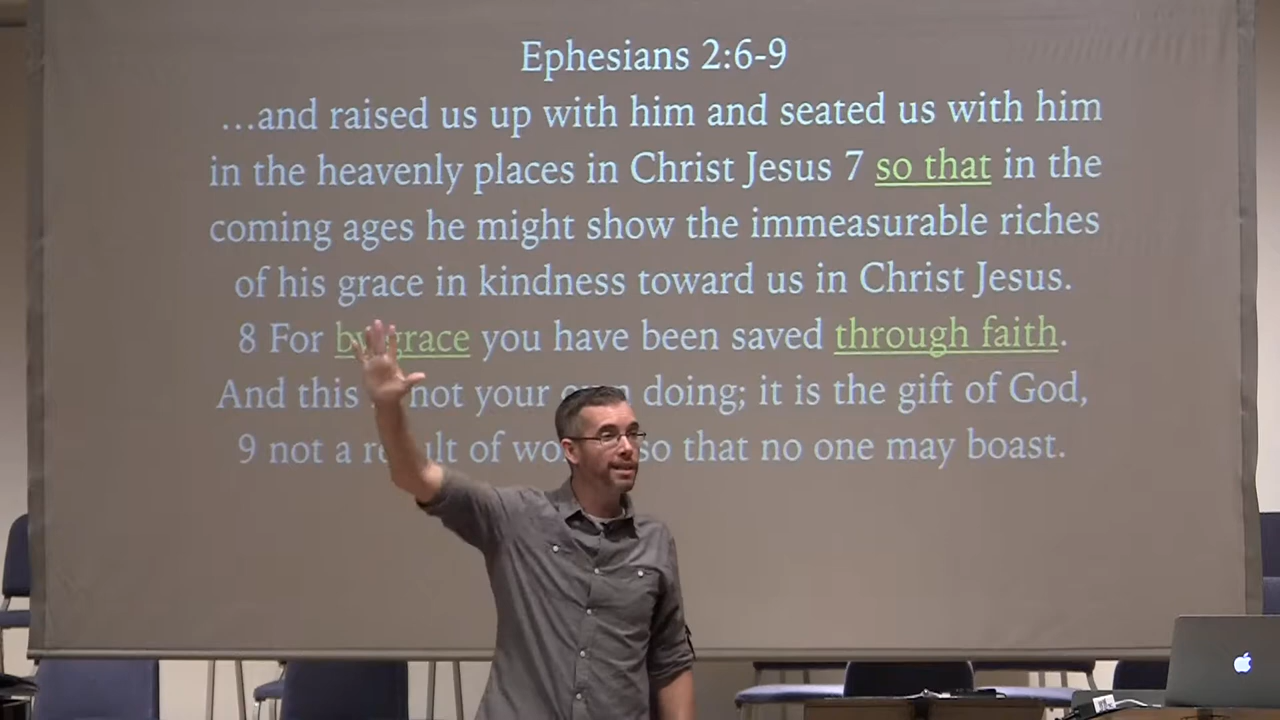 Ephesians 2:6-9
…and raised us up with him and seated us with him
in the heavenly places in Christ Jesus 7 so that in the
coming ages he might show the immeasurable riches
of his grace in kindness toward us in Christ Jesus.
8 For by grace you have been saved through faith.
And this not your own doing; it is the gift of God,
9 not a result of so that no one may boast.